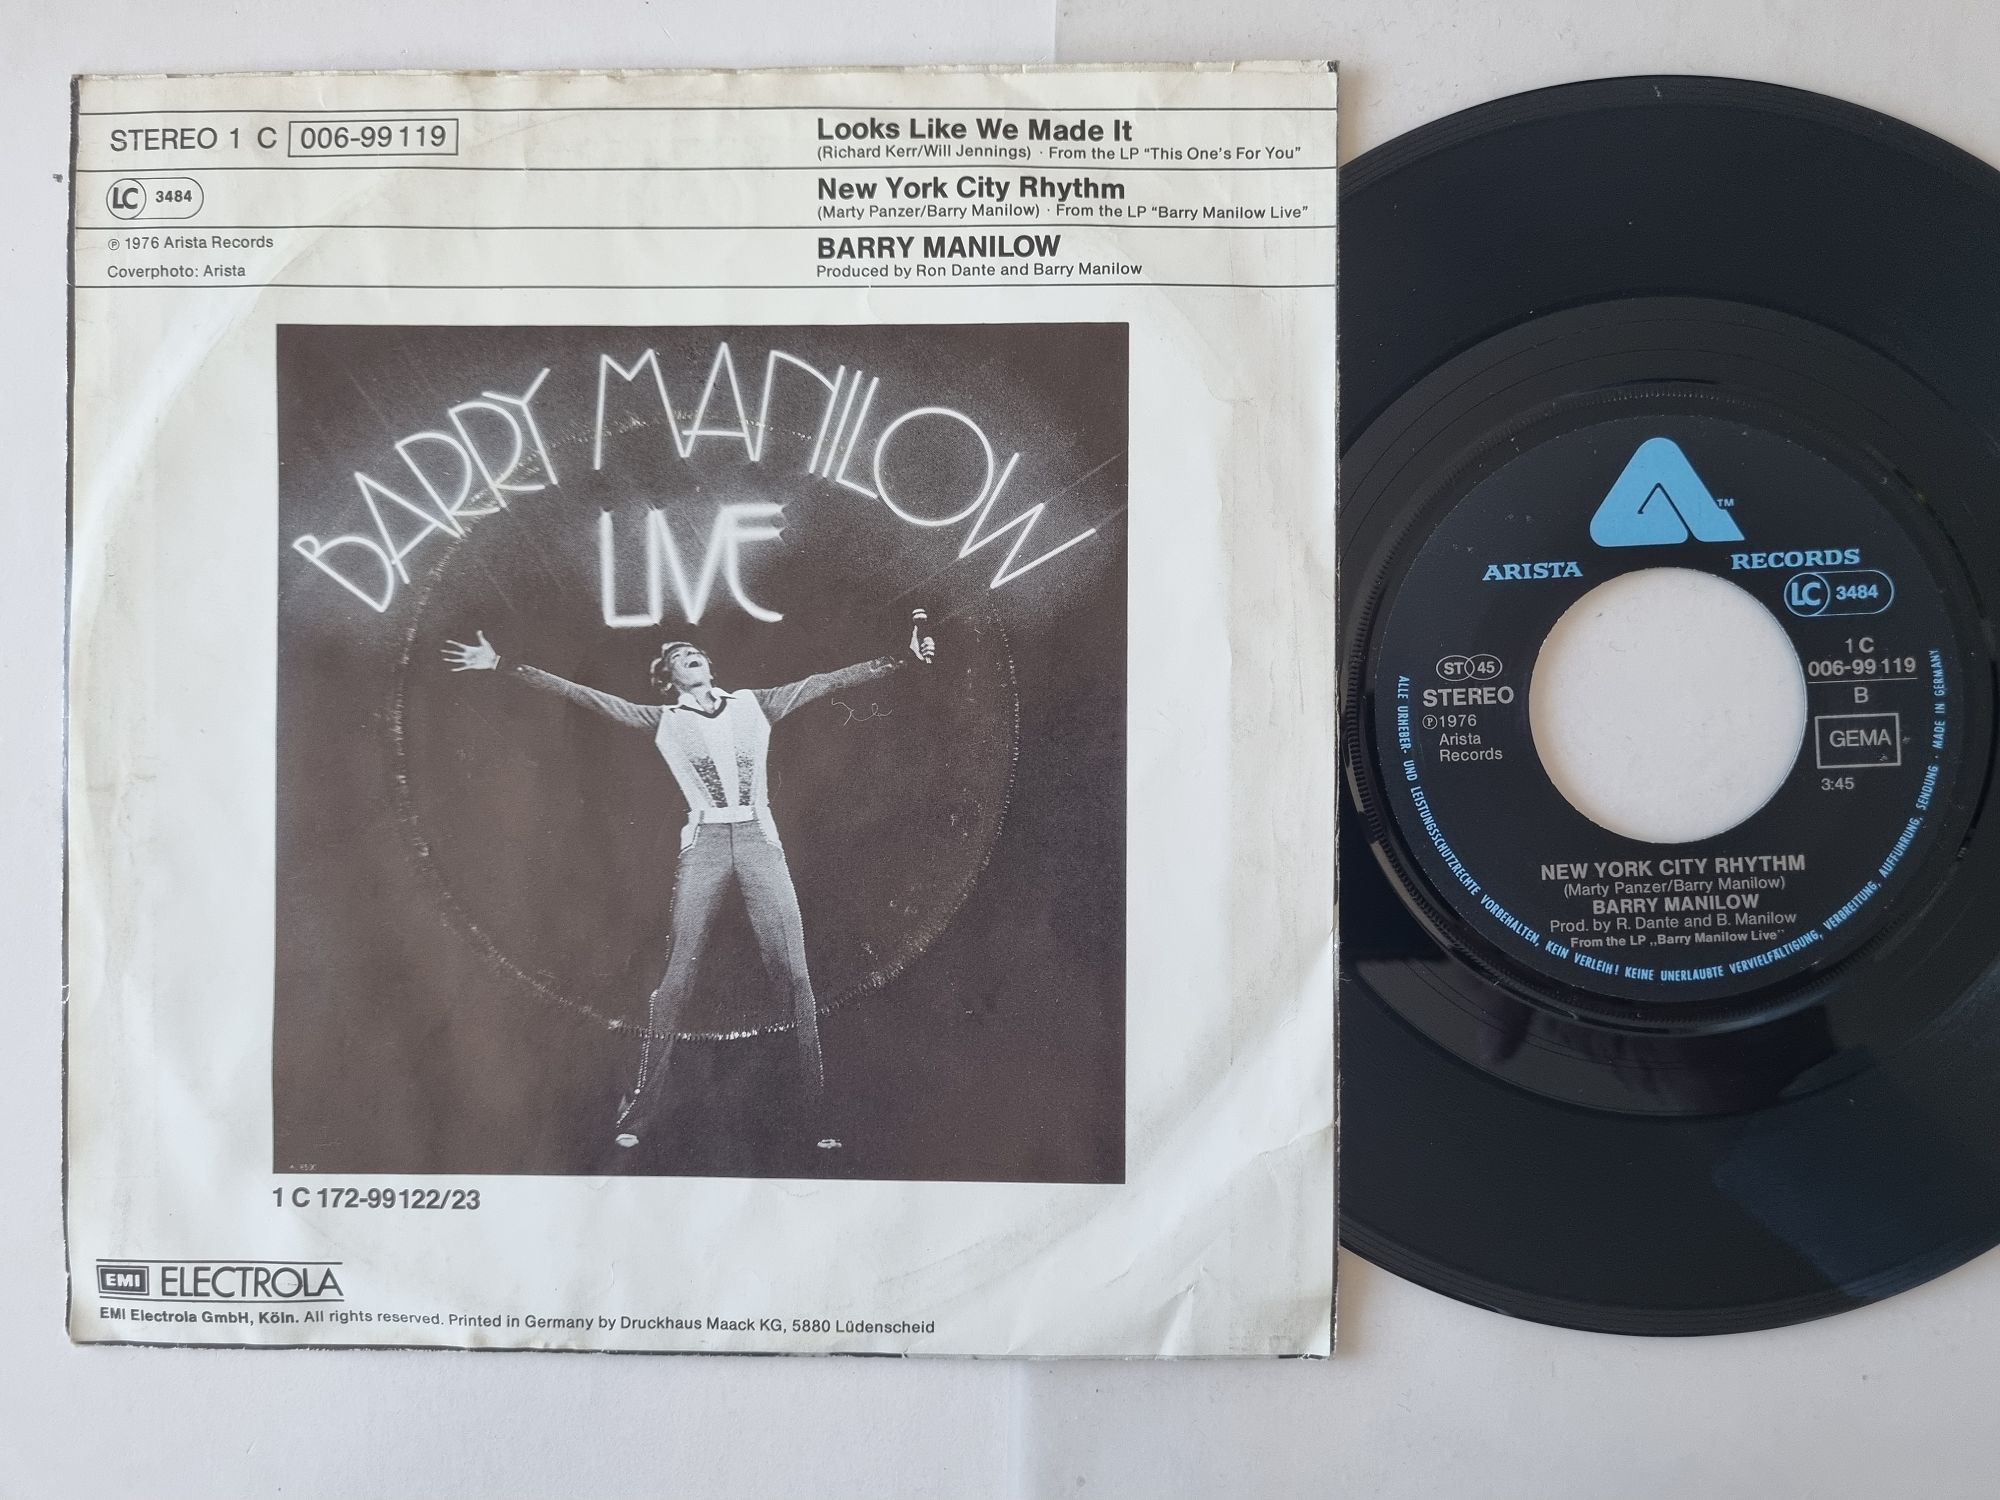 STEREO 1 C 006-99 119
LC 3484
℗ 1976 Arista Records
Coverphoto: Arista
Looks Like We Made It
(Richard Kerr/Will Jennings) · From the LP “This One’s For You”
New York City Rhythm
(Marty Panzer/Barry Manilow) · From the LP “Barry Manilow Live”
BARRY MANILOW
Produced by Ron Dante and Barry Manilow
BARRY MANILOW
LIVE
1 C 172-99122/23
EMI ELECTROLA
EMI Electrola GmbH, Köln. All rights reserved. Printed in Germany by Druckhaus Maack KG, 5880 Lüdenscheid
TM
ARISTA RECORDS
LC 3484
ST 45
STEREO
℗1976
Arista
Records
1 C
006-99 119
B
GEMA
3:45
NEW YORK CITY RHYTHM
(Marty Panzer/Barry Manilow)
BARRY MANILOW
Prod. by R. Dante and B. Manilow
From the LP „Barry Manilow Live”
ALLE URHEBER- UND LEISTUNGSSCHUTZRECHTE VORBEHALTEN, KEIN VERLEIH! KEINE UNERLAUBTE VERVIELFÄLTIGUNG, VERBREITUNG, AUFFÜHRUNG, SENDUNG · MADE IN GERMANY